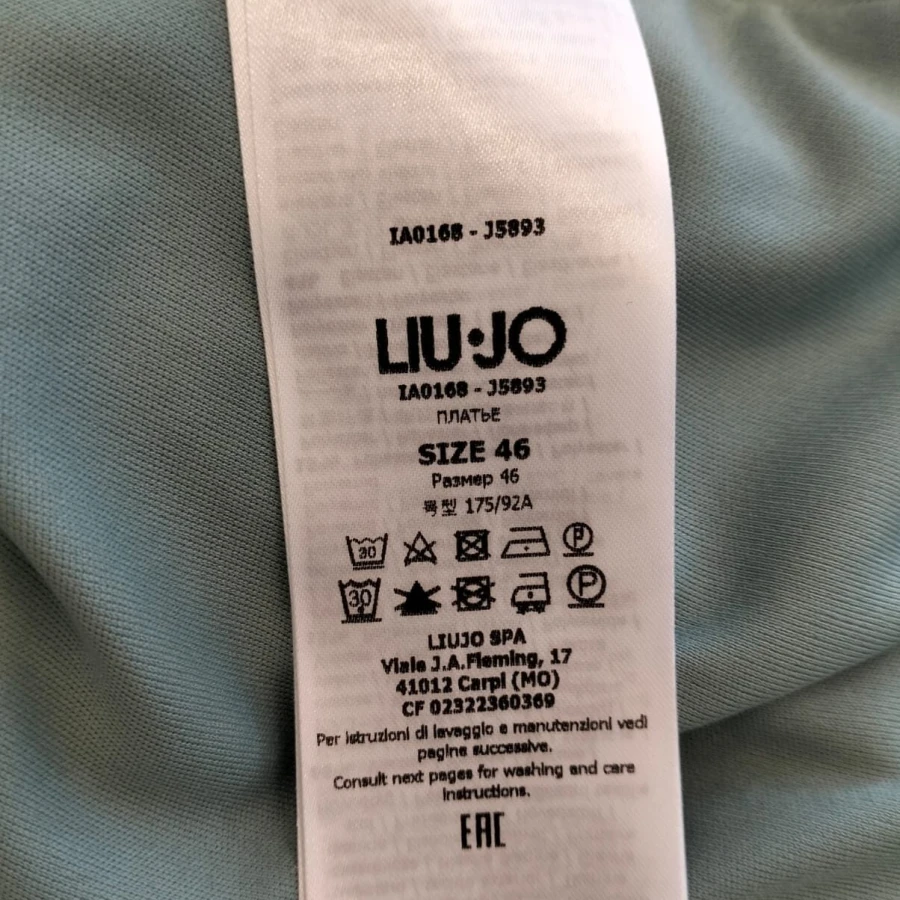 IA0168 - J5893
LIU·JO
IA0168 - J5893
ПЛАТЬЕ
SIZE 46
Размер 46
号型 175/92A
30 P
30 P
LIUJO SPA
Viale J.A.Fleming, 17
41012 Carpi (MO)
CF 02322360369
Per istruzioni di lavaggio e manutenzioni vedi
pagine successive.
Consult next pages for washing and care
instructions.
EAC